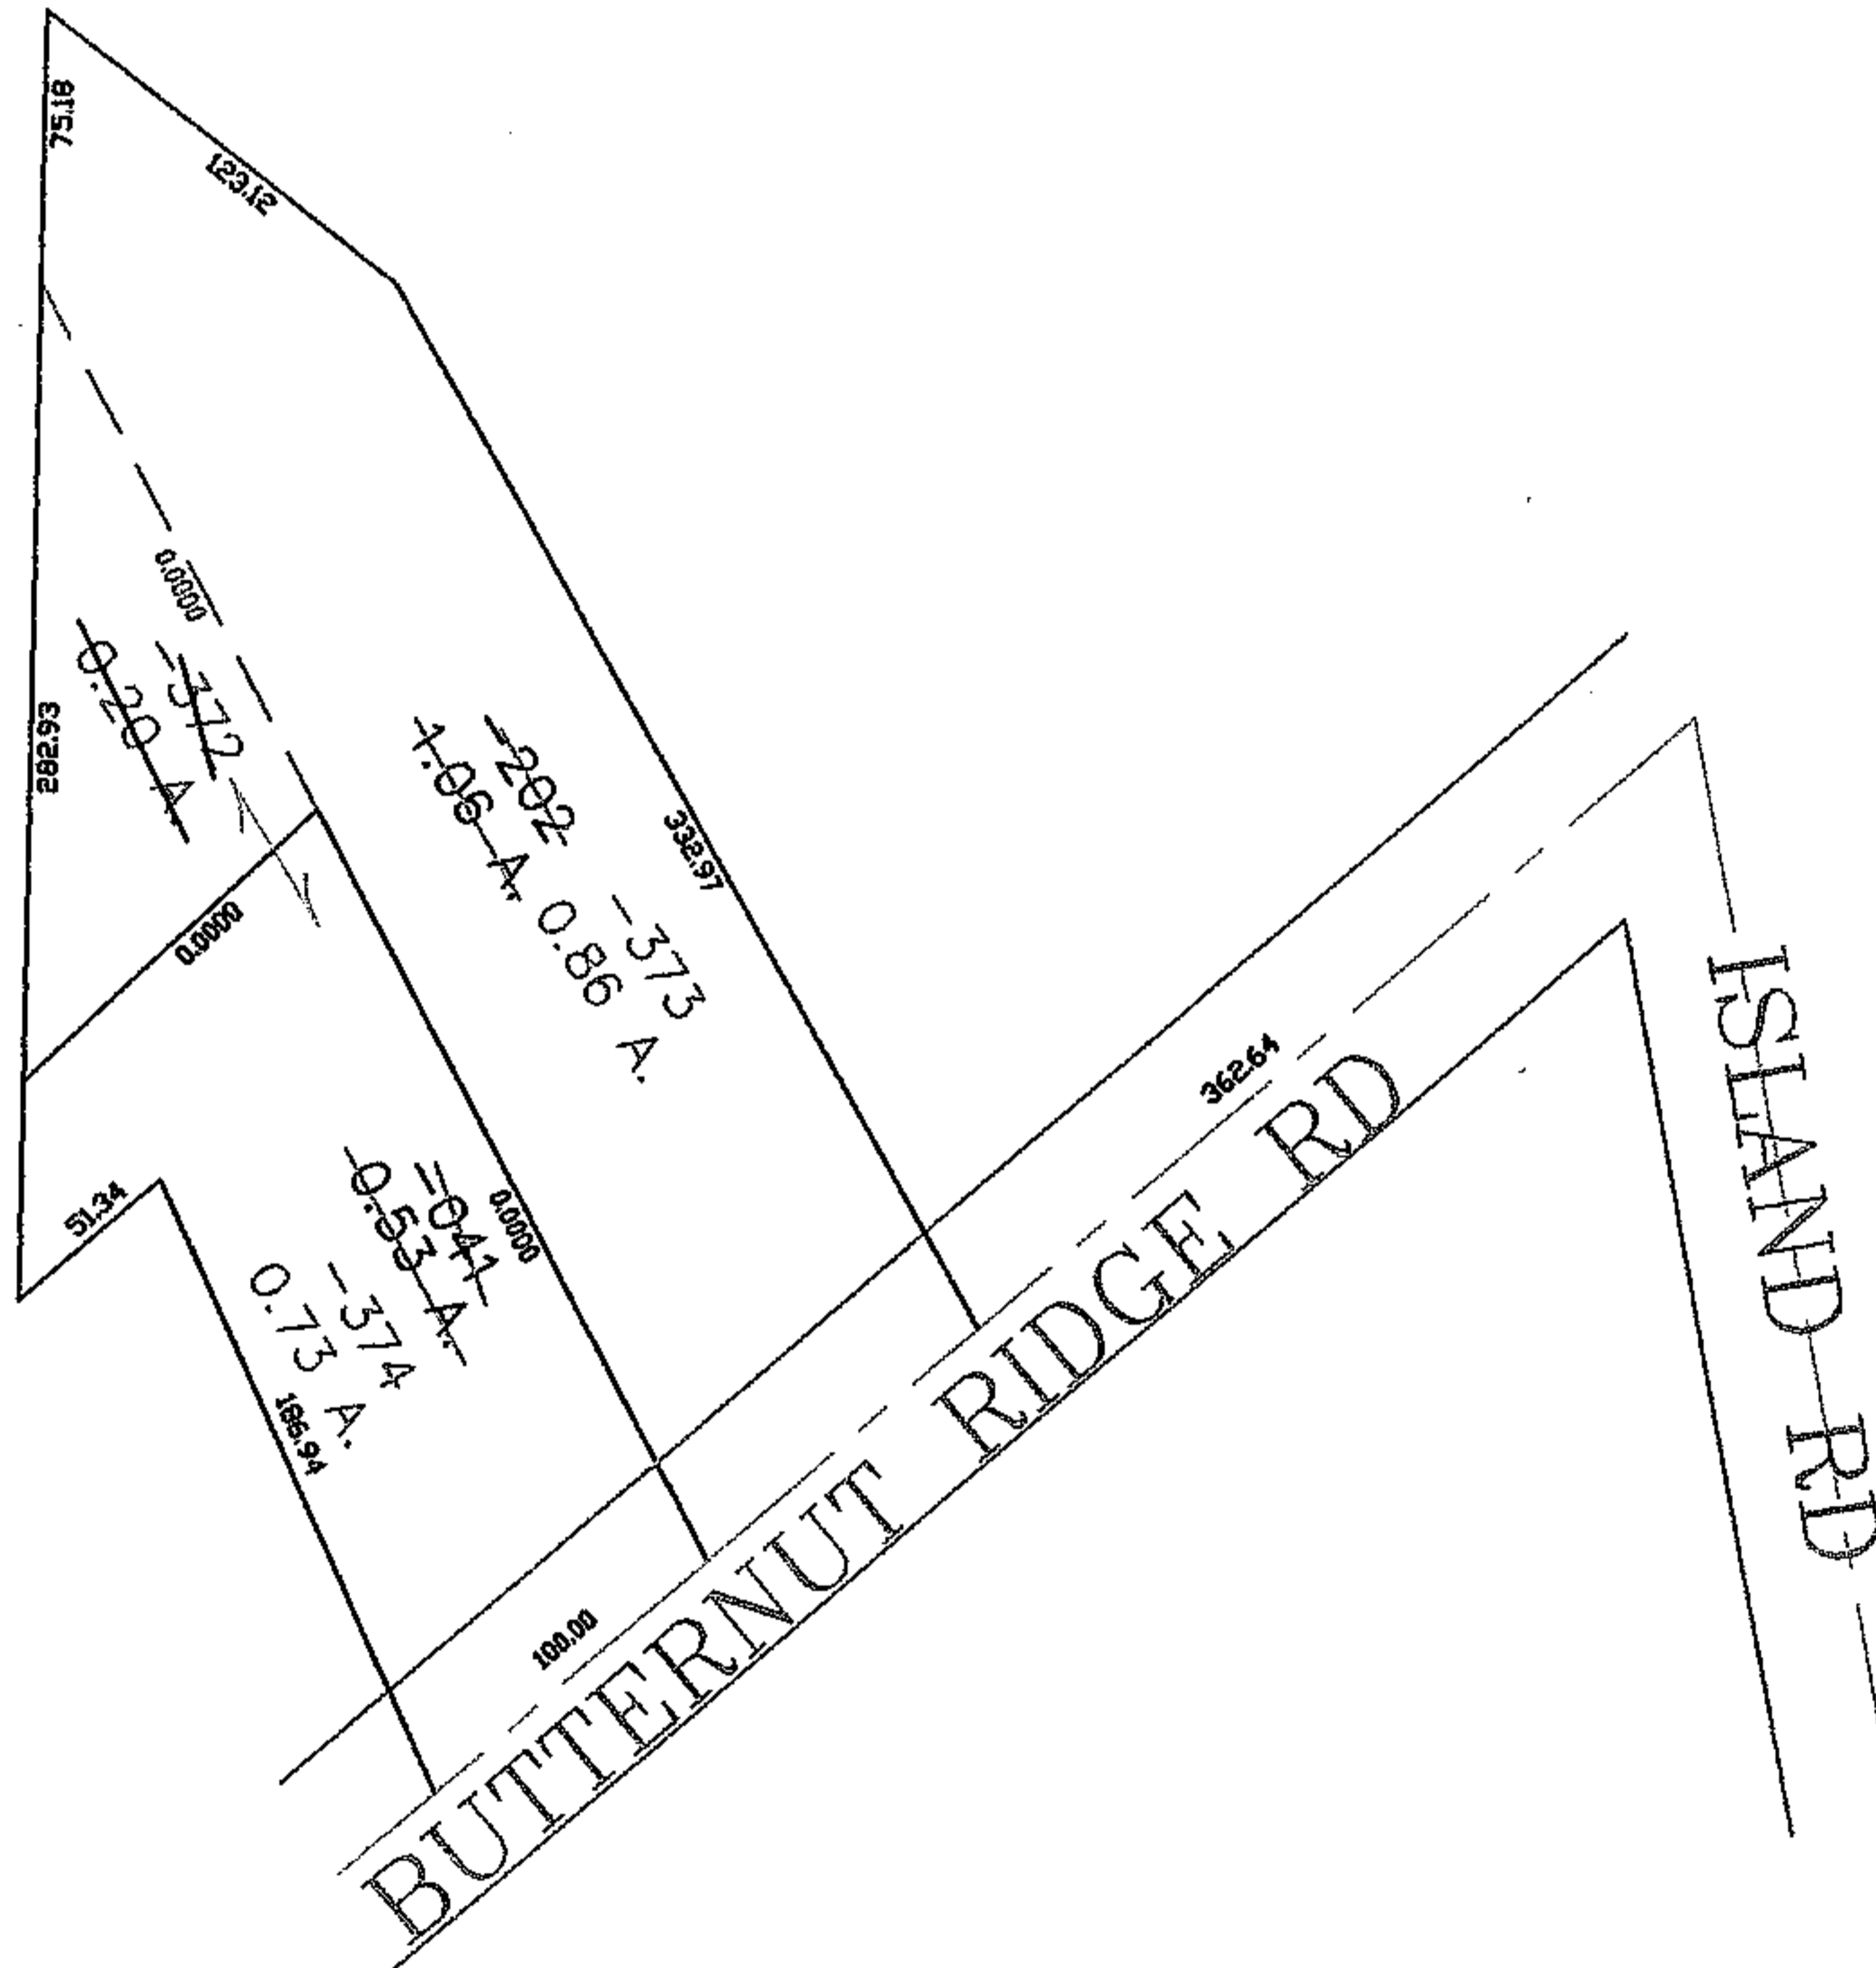 75.18
123.12
0.0000
-372
0.20 A
282.93
-202
1.06 A.
332.97
-373
0.86 A.
0.0000
362.64
51.34
-041
0.53 A.
0.0000
-374
0.73 A.
186.94
100.00
BUTTERNUT RIDGE RD
ISLAND RD